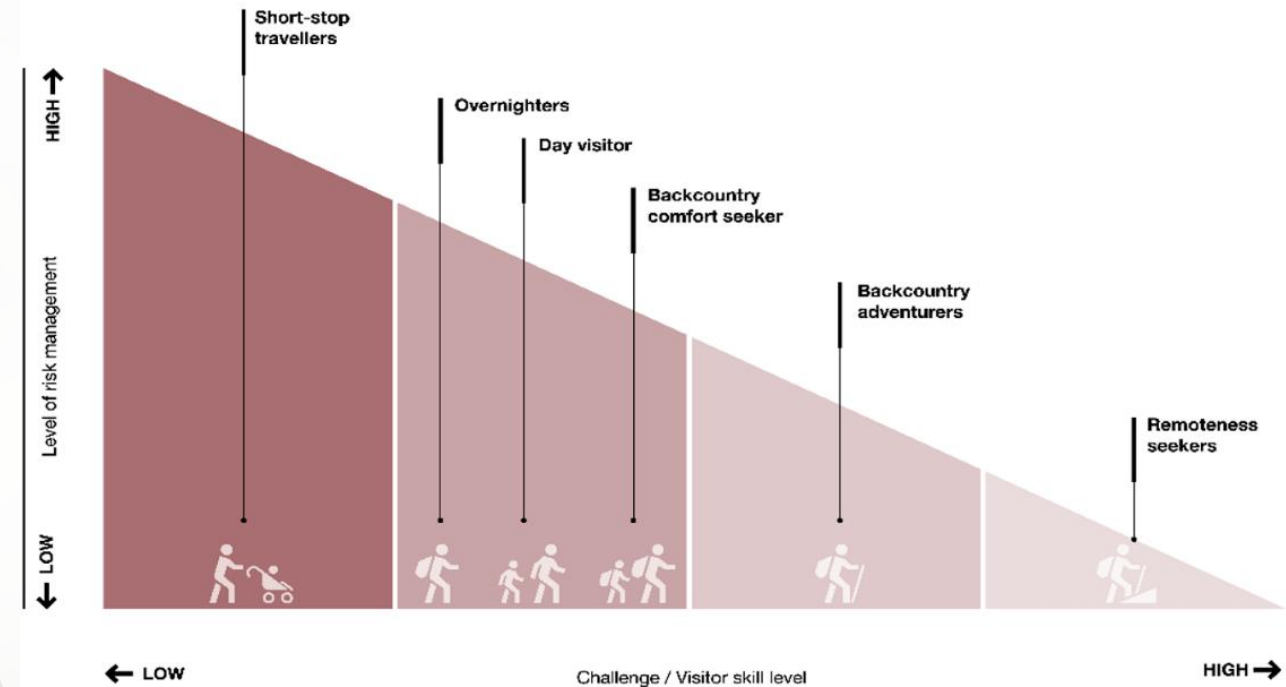 Short-stop
travellers
Overnighters
Day visitor
Backcountry
comfort seeker
Backcountry
adventurers
Remoteness
seekers
HIGH
Level of risk management
LOW
LOW
Challenge / Visitor skill level
HIGH